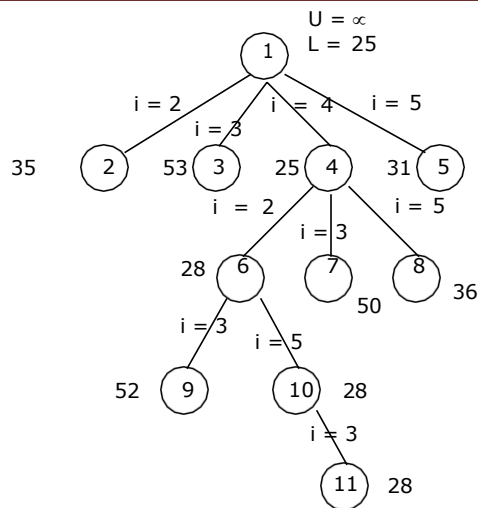 U = ∝
L = 25
1
i = 2
i = 3
i = 4
i = 5
35
2
53
3
25
4
31
5
i = 2
i = 3
i = 5
28
6
7
50
8
36
i = 3
i = 5
52
9
10
28
i = 3
11
28